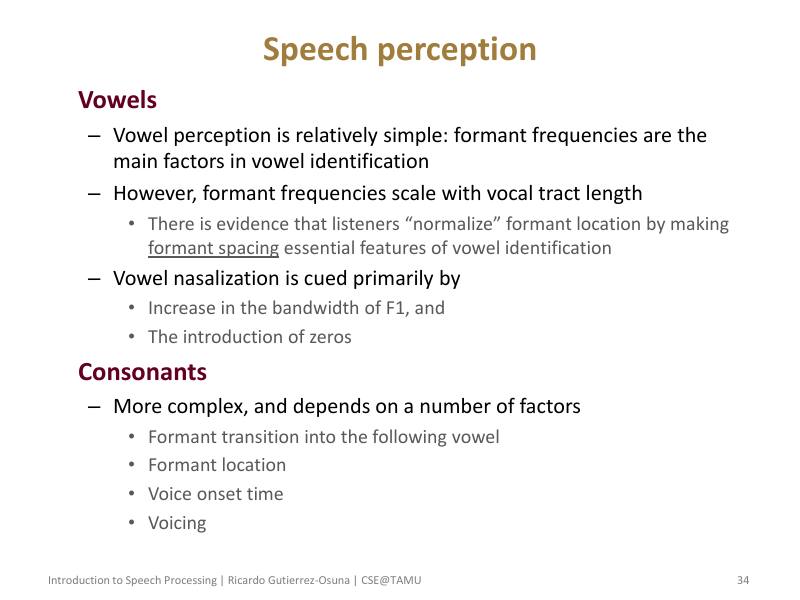 Speech perception
Vowels
– Vowel perception is relatively simple: formant frequencies are the
main factors in vowel identification
– However, formant frequencies scale with vocal tract length
• There is evidence that listeners “normalize” formant location by making
formant spacing essential features of vowel identification
– Vowel nasalization is cued primarily by
• Increase in the bandwidth of F1, and
• The introduction of zeros
Consonants
– More complex, and depends on a number of factors
• Formant transition into the following vowel
• Formant location
• Voice onset time
• Voicing
Introduction to Speech Processing | Ricardo Gutierrez-Osuna | CSE@TAMU
34